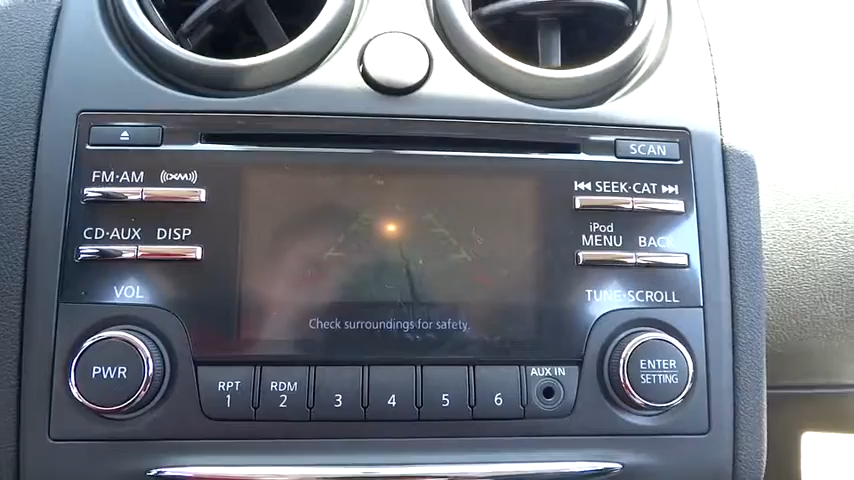 SCAN
FM·AM (XM)
SEEK·CAT
CD·AUX DISP
iPod
MENU BACK
VOL
TUNE·SCROLL
Check surroundings for safety.
PWR
ENTER
SETTING
AUX IN
RPT
1
RDM
2
3
4
5
6